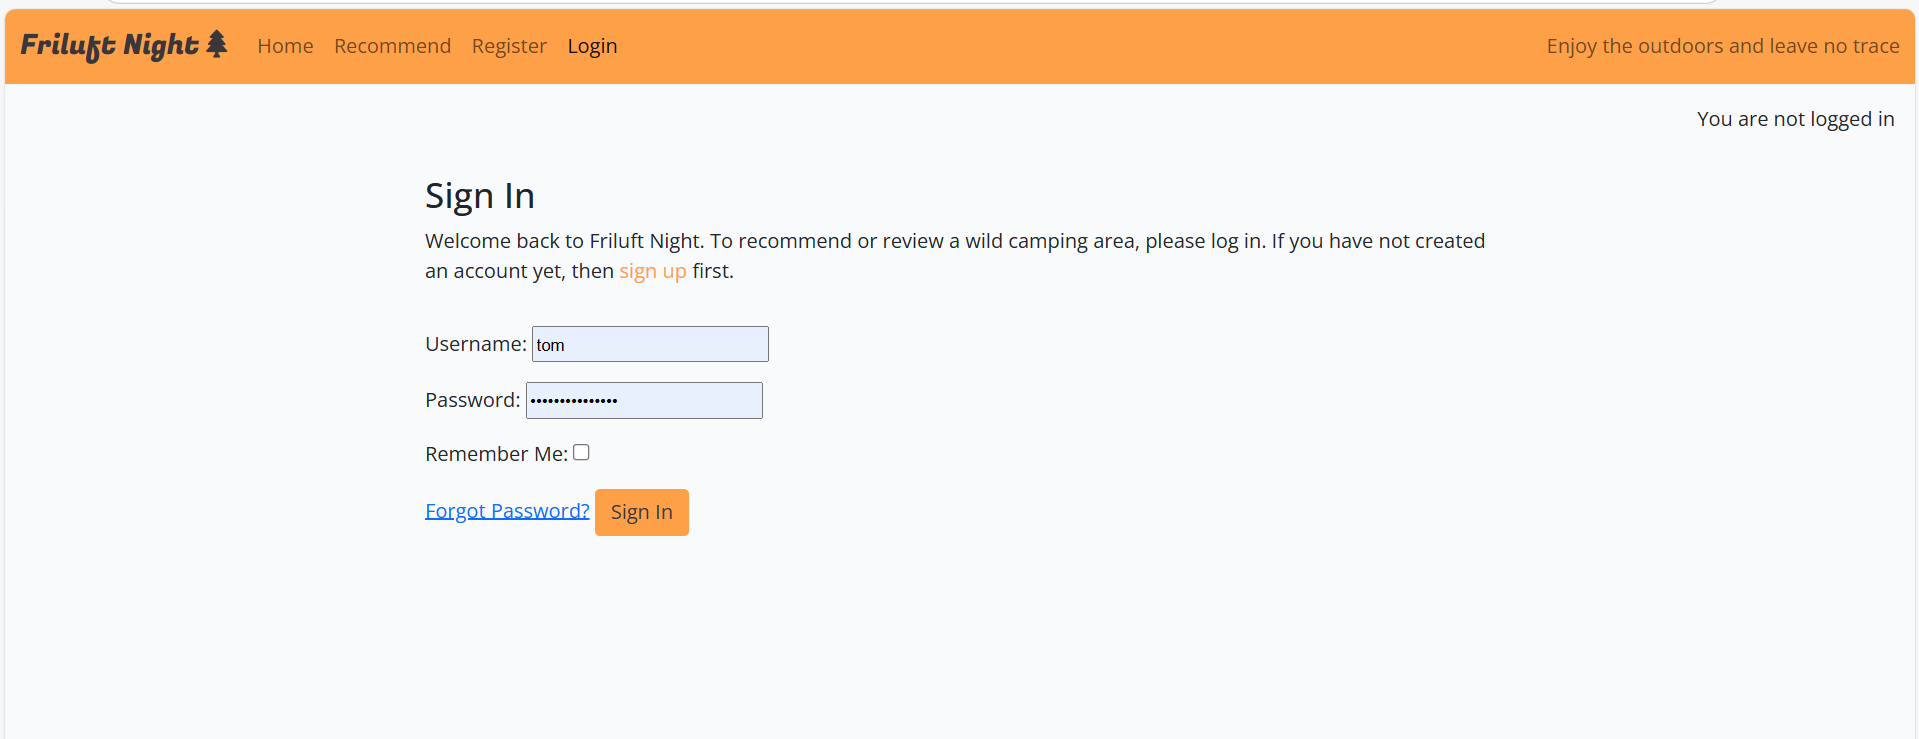 Friluft Night Home Recommend Register Login Enjoy the outdoors and leave no trace
You are not logged in
Sign In
Welcome back to Friluft Night. To recommend or review a wild camping area, please log in. If you have not created
an account yet, then sign up first.
Username: tom
Password: •••••••••••••••
Remember Me:
Forgot Password? Sign In